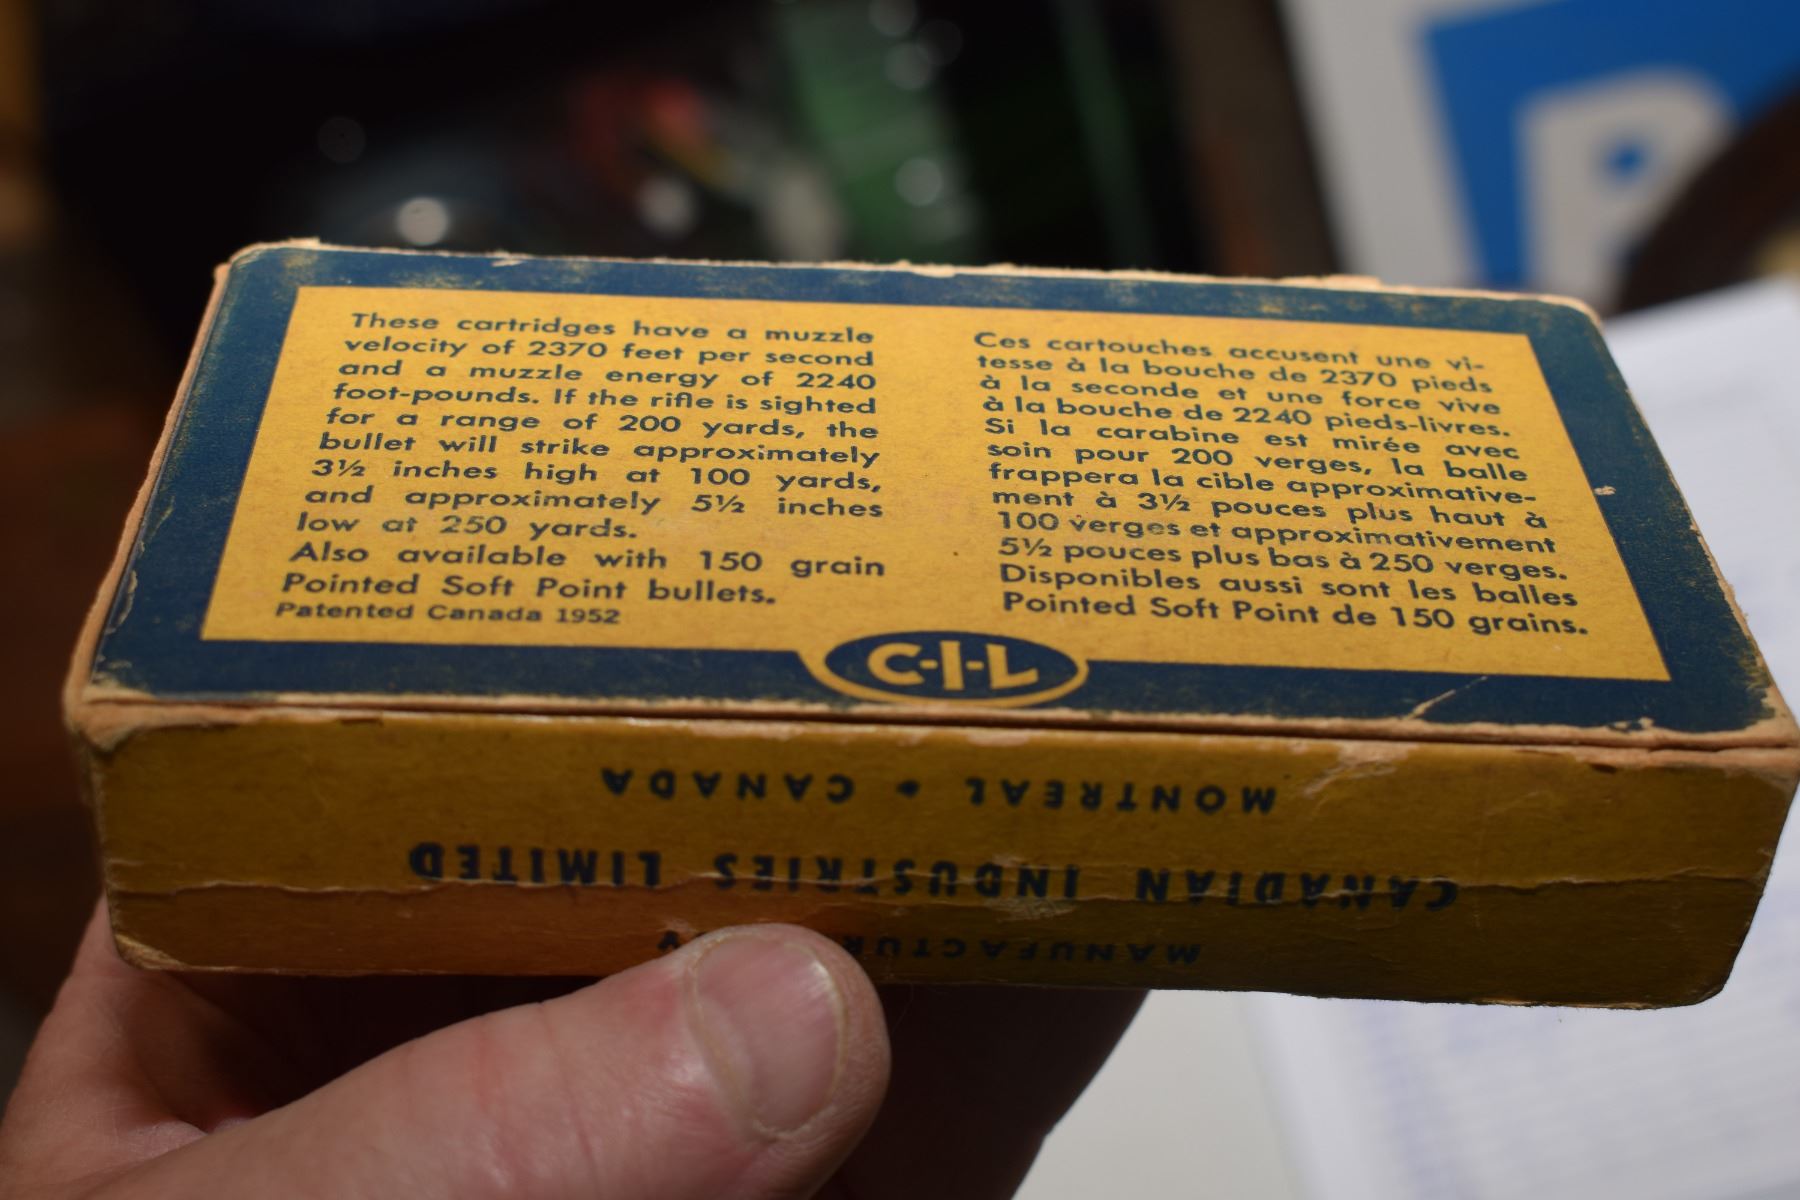 These cartridges have a muzzle
velocity of 2370 feet per second
and a muzzle energy of 2240
foot-pounds. If the rifle is sighted
for a range of 200 yards, the
bullet will strike approximately
3½ inches high at 100 yards,
and approximately 5½ inches
low at 250 yards.
Also available with 150 grain
Pointed Soft Point bullets.
Patented Canada 1952
Ces cartouches accusent une vi-
tesse à la bouche de 2370 pieds
à la seconde et une force vive
à la bouche de 2240 pieds-livres.
Si la carabine est mirée avec
soin pour 200 verges, la balle
frappera la cible approximative-
ment à 3½ pouces plus haut à
100 verges et approximativement
5½ pouces plus bas à 250 verges.
Disponibles aussi sont les balles
Pointed Soft Point de 150 grains.
C-I-L
CANADIAN INDUSTRIES LIMITED
MONTREAL • CANADA